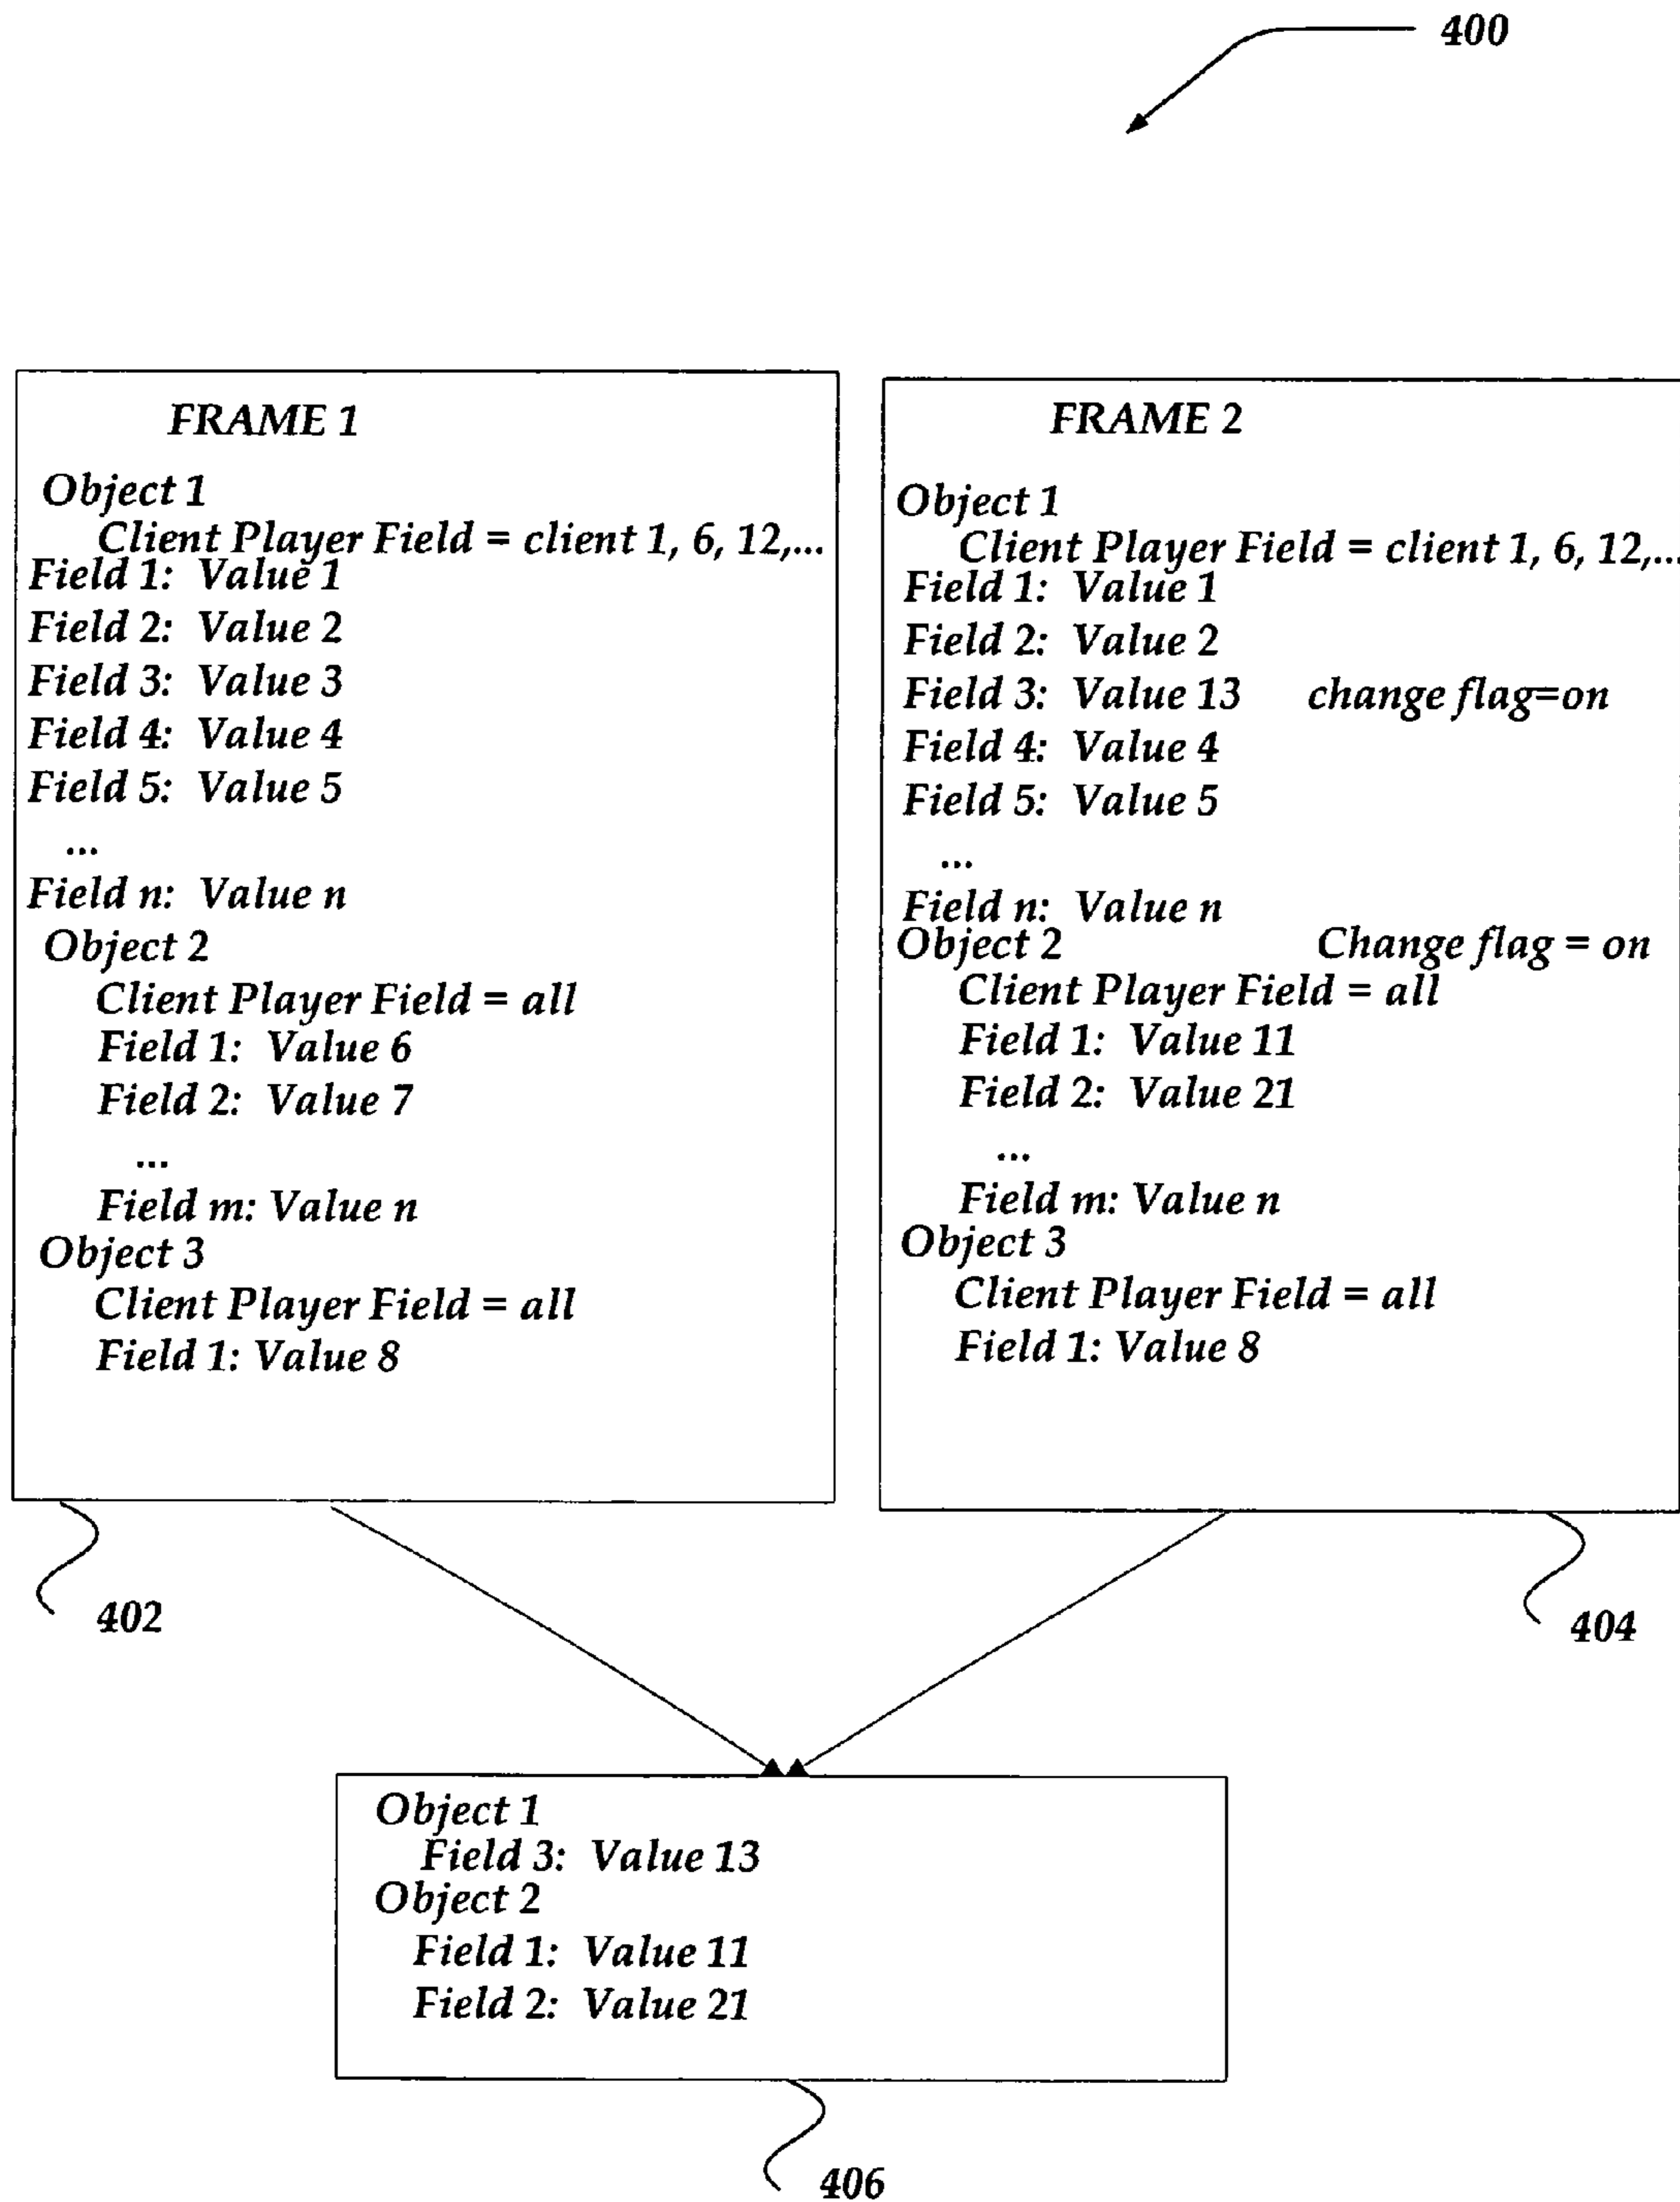 400
FRAME 1
Object 1
Client Player Field = client 1, 6, 12,...
Field 1: Value 1
Field 2: Value 2
Field 3: Value 3
Field 4: Value 4
Field 5: Value 5
...
Field n: Value n
Object 2
Client Player Field = all
Field 1: Value 6
Field 2: Value 7
...
Field m: Value n
Object 3
Client Player Field = all
Field 1: Value 8
402
FRAME 2
Object 1
Client Player Field = client 1, 6, 12,...
Field 1: Value 1
Field 2: Value 2
Field 3: Value 13 change flag=on
Field 4: Value 4
Field 5: Value 5
...
Field n: Value n
Object 2 Change flag = on
Client Player Field = all
Field 1: Value 11
Field 2: Value 21
...
Field m: Value n
Object 3
Client Player Field = all
Field 1: Value 8
404
Object 1
Field 3: Value 13
Object 2
Field 1: Value 11
Field 2: Value 21
406